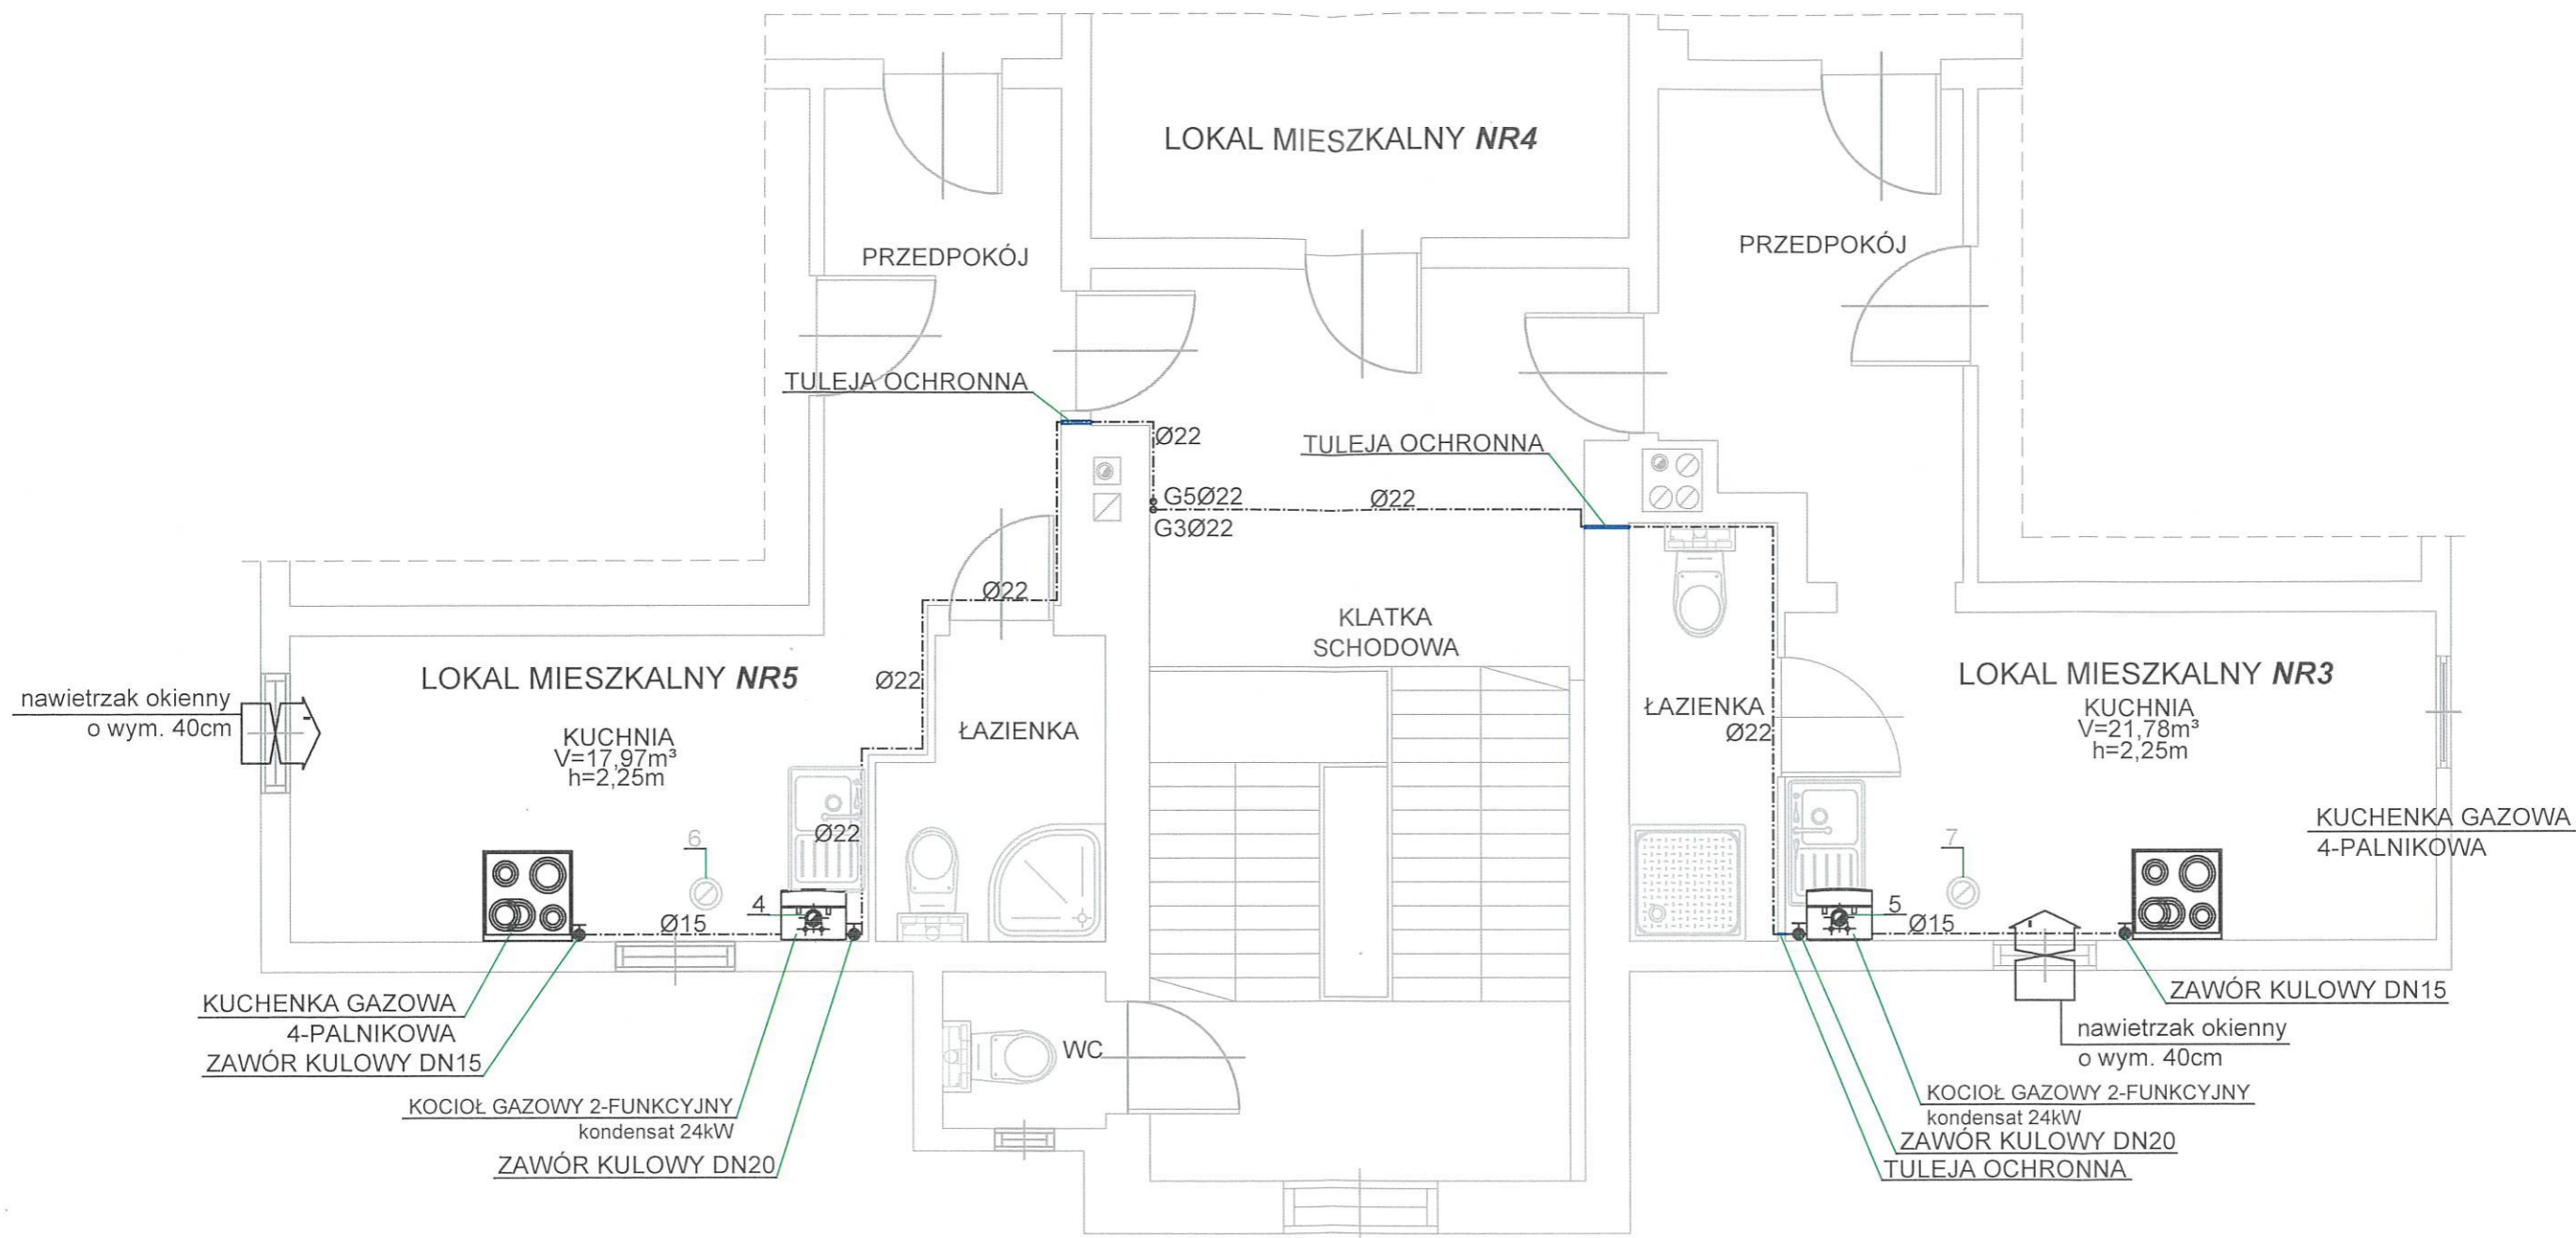 LOKAL MIESZKALNY NR4
PRZEDPOKÓJ
PRZEDPOKÓJ
TULEJA OCHRONNA
Ø22
TULEJA OCHRONNA
G5Ø22
Ø22
G3Ø22
Ø22
KLATKA
SCHODOWA
LOKAL MIESZKALNY NR5
Ø22
LOKAL MIESZKALNY NR3
nawietrzak okienny
o wym. 40cm
KUCHNIA
V=17,97m³
h=2,25m
ŁAZIENKA
ŁAZIENKA
Ø22
KUCHNIA
V=21,78m³
h=2,25m
Ø22
6
7
KUCHENKA GAZOWA
4-PALNIKOWA
4
Ø15
5
Ø15
KUCHENKA GAZOWA
4-PALNIKOWA
ZAWÓR KULOWY DN15
ZAWÓR KULOWY DN15
nawietrzak okienny
o wym. 40cm
WC
KOCIOŁ GAZOWY 2-FUNKCYJNY
kondensat 24kW
ZAWÓR KULOWY DN20
KOCIOŁ GAZOWY 2-FUNKCYJNY
kondensat 24kW
ZAWÓR KULOWY DN20
TULEJA OCHRONNA